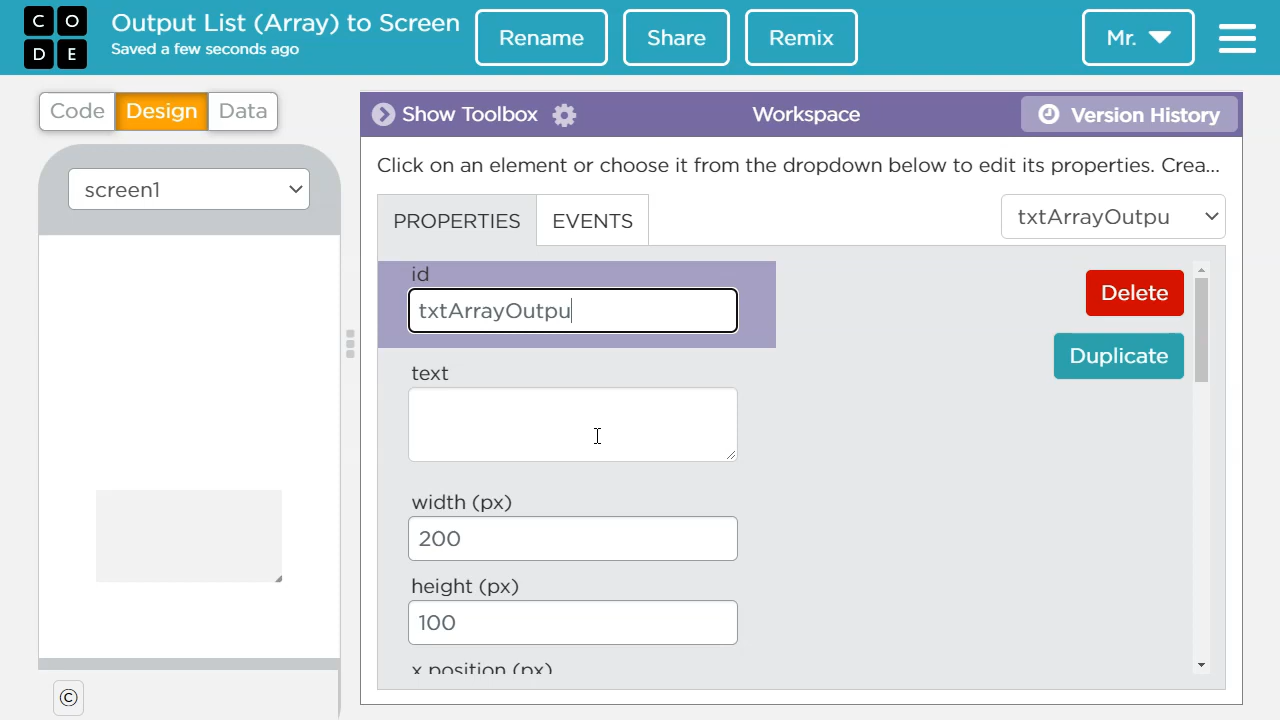 C O
D E
Output List (Array) to Screen
Saved a few seconds ago
Rename
Share
Remix
Mr.
Code
Design
Data
Show Toolbox
Workspace
Version History
screen1
Click on an element or choose it from the dropdown below to edit its properties. Crea...
PROPERTIES
EVENTS
txtArrayOutpu
id
txtArrayOutpu
Delete
Duplicate
text
width (px)
200
height (px)
100
x position (px)
©